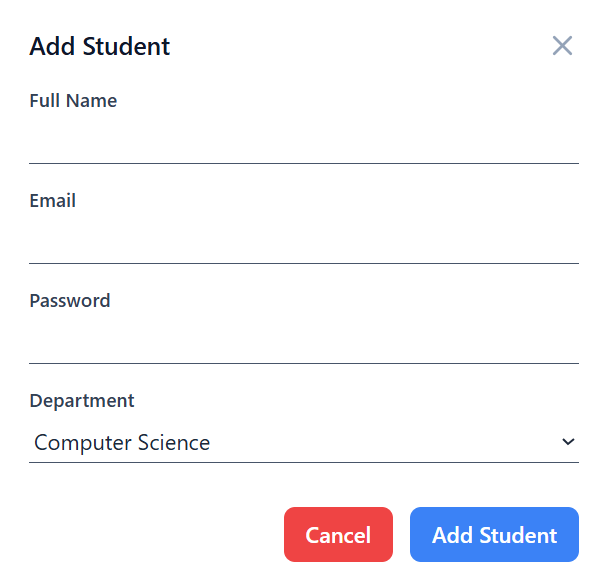 Add Student
Full Name
Email
Password
Department
Computer Science
Cancel
Add Student